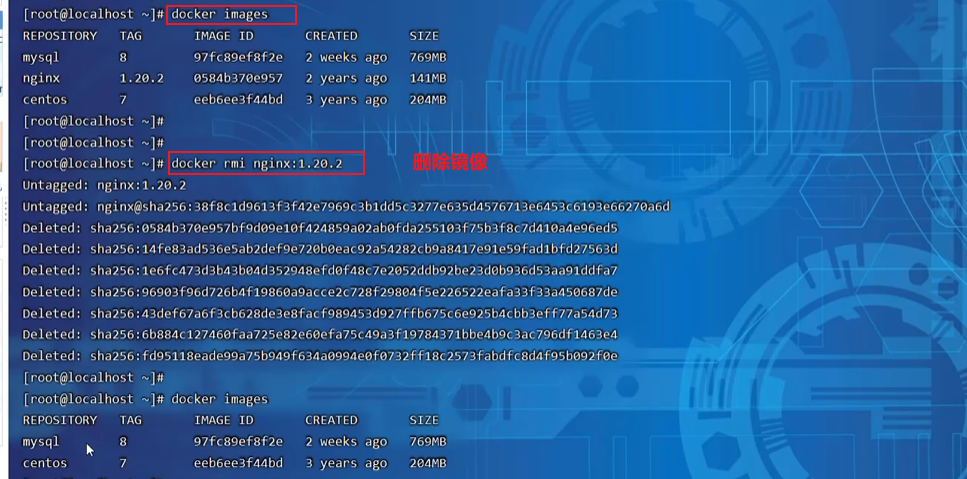 [root@localhost ~]# docker images
REPOSITORY TAG IMAGE ID CREATED SIZE
mysql 8 97fc89ef8f2e 2 weeks ago 769MB
nginx 1.20.2 0584b370e957 2 years ago 141MB
centos 7 eeb6ee3f44bd 3 years ago 204MB
[root@localhost ~]#
[root@localhost ~]#
[root@localhost ~]# docker rmi nginx:1.20.2 删除镜像
Untagged: nginx:1.20.2
Untagged: nginx@sha256:38f8c1d9613f3f42e7969c3b1dd5c3277e635d4576713e6453c6193e66270a6d
Deleted: sha256:0584b370e957bf9d09e10f424859a02ab0fda255103f75b3f8c7d410a4e96ed5
Deleted: sha256:14fe83ad536e5ab2def9e720b0eac92a54282cb9a8417e91e59fad1bfd27563d
Deleted: sha256:1e6fc473d3b43b04d352948efd0f48c7e2052ddb92be23d0b936d53aa91ddfa7
Deleted: sha256:96903f96d726b4f19860a9acce2c728f29804f5e226522eafa33f33a450687de
Deleted: sha256:43def67a6f3cb628de3e8facf989453d927ffb675c6e925b4cbb3eff77a54d73
Deleted: sha256:6b884c127460faa725e82e60efa75c49a3f19784371bbe4b9c3ac796df1463e4
Deleted: sha256:fd95118eade99a75b949f634a0994e0f0732ff18c2573fabdfc8d4f95b092f0e
[root@localhost ~]#
[root@localhost ~]# docker images
REPOSITORY TAG IMAGE ID CREATED SIZE
mysql 8 97fc89ef8f2e 2 weeks ago 769MB
centos 7 eeb6ee3f44bd 3 years ago 204MB